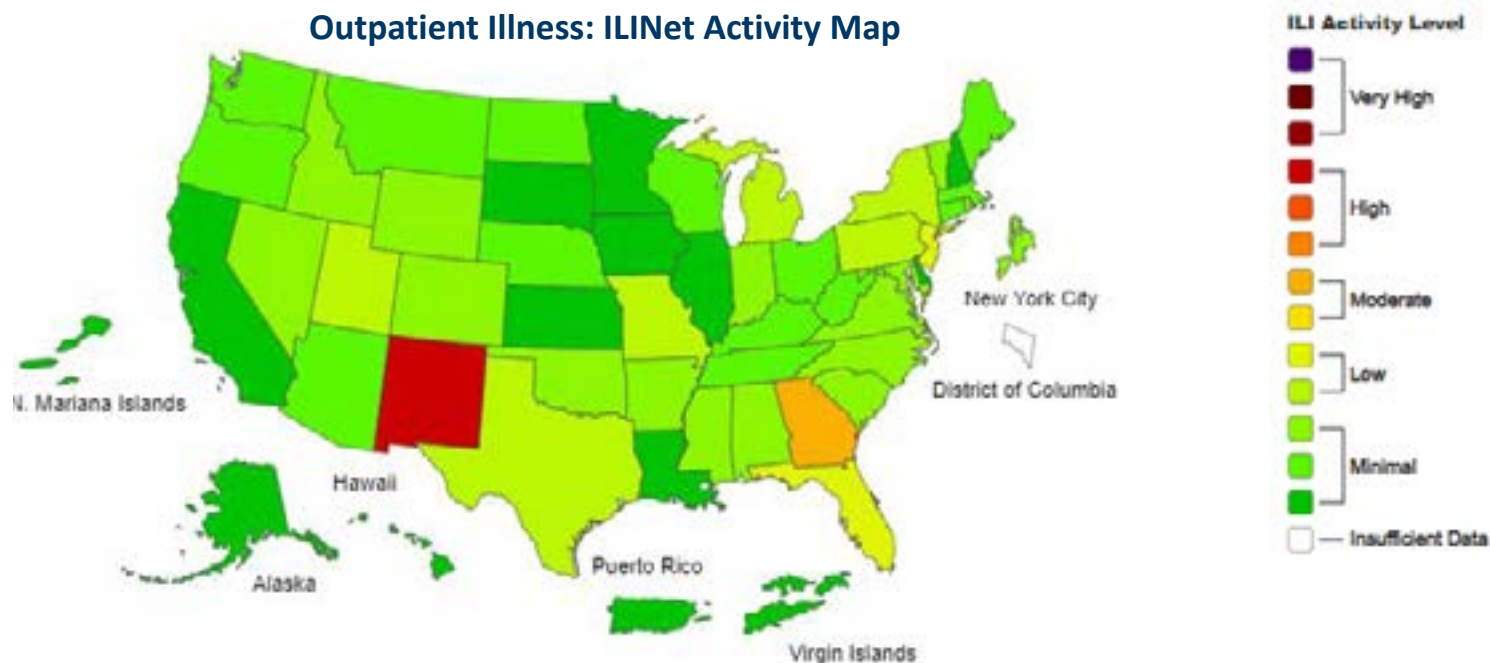 Outpatient Illness: ILINet Activity Map
ILI Activity Level
Very High
High
Moderate
Low
Minimal
Insufficient Data
New York City
District of Columbia
N. Mariana Islands
Hawaii
Alaska
Puerto Rico
Virgin Islands